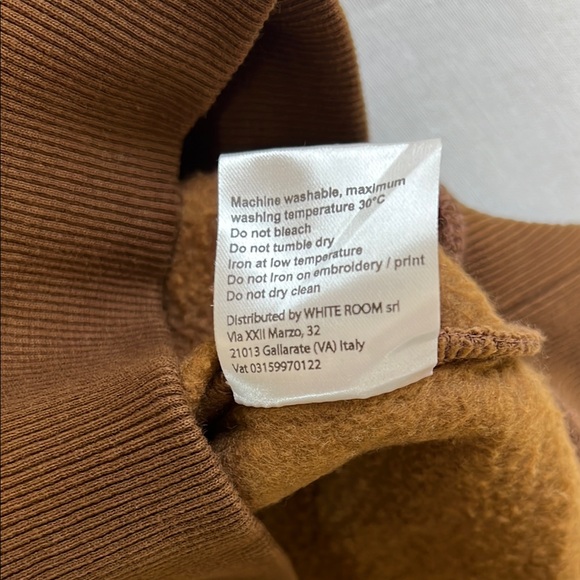 Machine washable, maximum
washing temperature 30°C
Do not bleach
Do not tumble dry
Iron at low temperature
Do not Iron on embroidery / print
Do not dry clean
Distributed by WHITE ROOM srl
Via XXII Marzo, 32
21013 Gallarate (VA) Italy
Vat 03159970122